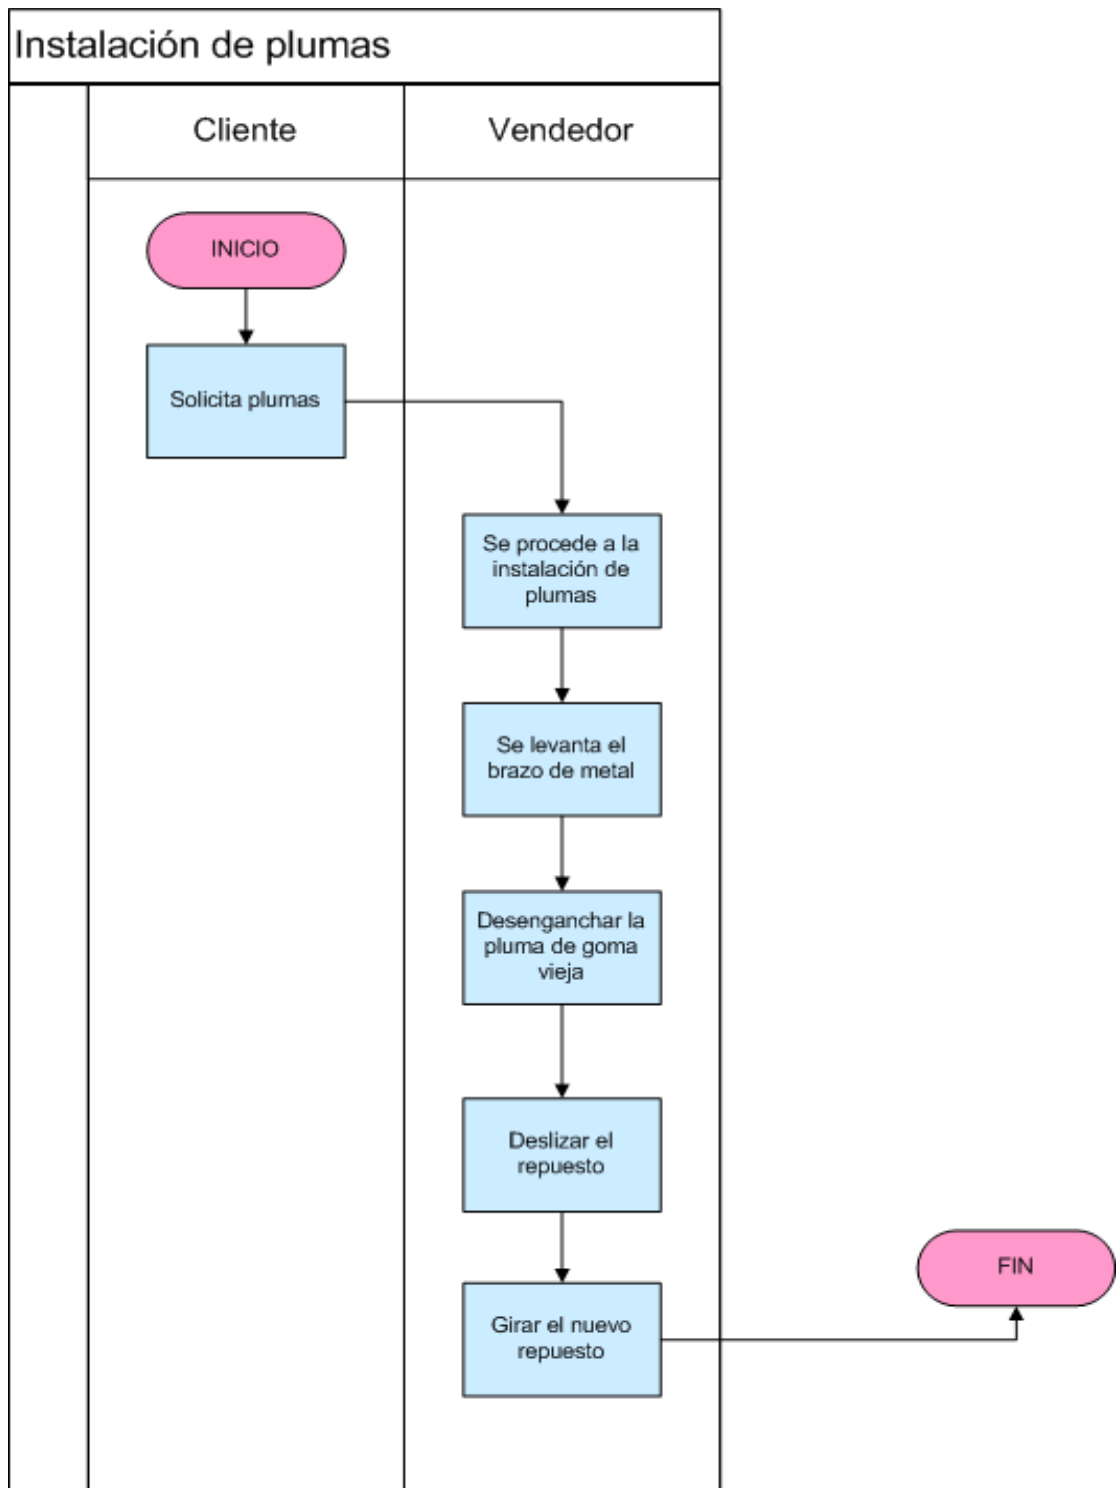 Instalación de plumas
Cliente
Vendedor
INICIO
Solicita plumas
Se procede a la
instalación de
plumas
Se levanta el
brazo de metal
Desenganchar la
pluma de goma
vieja
Deslizar el
repuesto
Girar el nuevo
repuesto
FIN